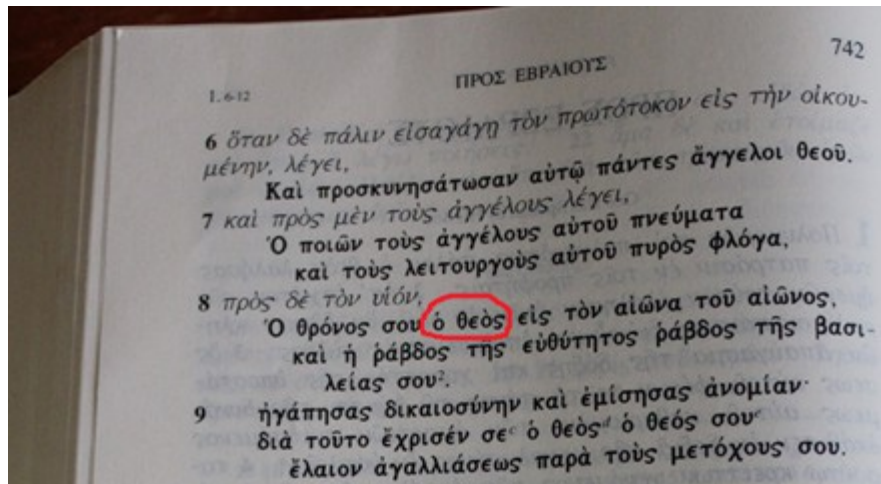 742
1. 6-12
ΠΡΟΣ ΕΒΡΑΙΟΥΣ
6 ὅταν δὲ πάλιν εἰσαγάγῃ τὸν πρωτότοκον εἰς τὴν οἰκου-
μένην, λέγει,
Καὶ προσκυνησάτωσαν αὐτῷ πάντες ἄγγελοι θεοῦ.
7 καὶ πρὸς μὲν τοὺς ἀγγέλους λέγει,
Ὁ ποιῶν τοὺς ἀγγέλους αὐτοῦ πνεύματα
καὶ τοὺς λειτουργοὺς αὐτοῦ πυρὸς φλόγα,
8 πρὸς δὲ τὸν υἱόν,
Ὁ θρόνος σου ὁ θεὸς εἰς τὸν αἰῶνα τοῦ αἰῶνος,
καὶ ἡ ῥάβδος τῆς εὐθύτητος ῥάβδος τῆς βασι-
λείας σου².
9 ἠγάπησας δικαιοσύνην καὶ ἐμίσησας ἀνομίαν·
διὰ τοῦτο ἔχρισέν σεᶜ ὁ θεὸςᵈ ὁ θεός σουᵉ
ἔλαιον ἀγαλλιάσεως παρὰ τοὺς μετόχους σου.